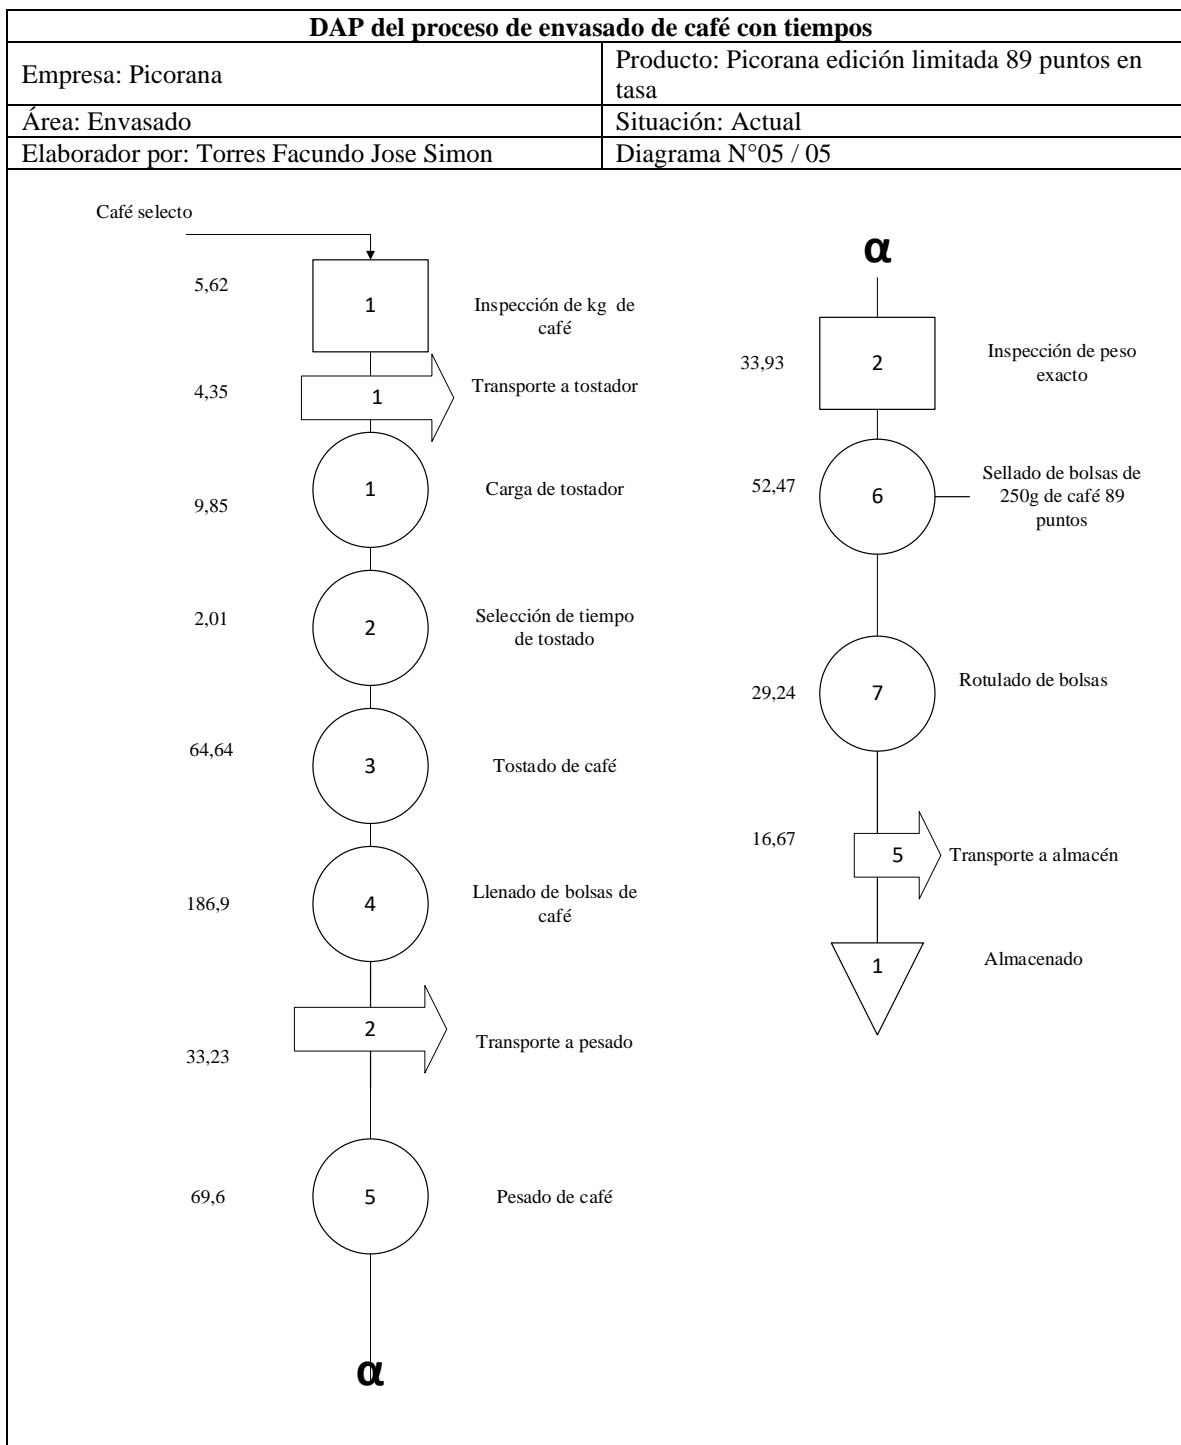 DAP del proceso de envasado de café con tiempos
Empresa: Picorana
Producto: Picorana edición limitada 89 puntos en
tasa
Área: Envasado
Situación: Actual
Elaborador por: Torres Facundo Jose Simon
Diagrama N°05 / 05
Café selecto
5,62
1
Inspección de kg de
café
4,35
1
Transporte a tostador
9,85
1
Carga de tostador
2,01
2
Selección de tiempo
de tostado
64,64
3
Tostado de café
186,9
4
Llenado de bolsas de
café
33,23
2
Transporte a pesado
69,6
5
Pesado de café
α
α
33,93
2
Inspección de peso
exacto
52,47
6
Sellado de bolsas de
250g de café 89
puntos
29,24
7
Rotulado de bolsas
16,67
5
Transporte a almacén
1
Almacenado